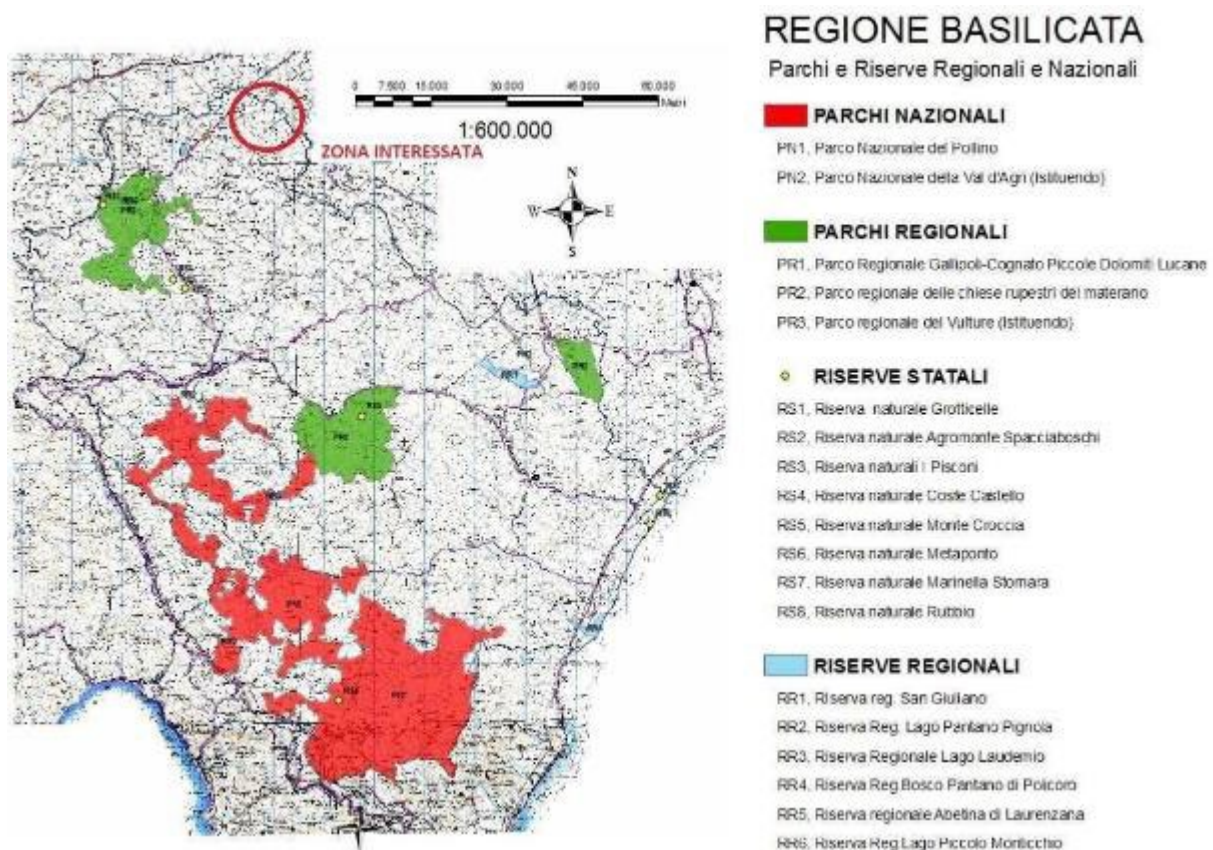 REGIONE BASILICATA
Parchi e Riserve Regionali e Nazionali
0 7.500 15.000 30.000 45.000 60.000
Metri
1:600.000
ZONA INTERESSATA
N
W E
S
PARCHI NAZIONALI
PN1, Parco Nazionale del Pollino
PN2, Parco Nazionale della Val d'Agri (Istituendo)
PARCHI REGIONALI
PR1, Parco Regionale Gallipoli-Cognato Piccole Dolomiti Lucane
PR2, Parco regionale delle chiese rupestri del materano
PR3, Parco regionale del Vulture (Istituendo)
RISERVE STATALI
RS1, Riserva naturale Grotticelle
RS2, Riserva naturale Agromonte Spacciaboschi
RS3, Riserva naturali I Pisconi
RS4, Riserva naturale Coste Castello
RS5, Riserva naturale Monte Croccia
RS6, Riserva naturale Metaponto
RS7, Riserva naturale Marinella Stornara
RS8, Riserva naturale Rubbio
RISERVE REGIONALI
RR1, Riserva reg. San Giuliano
RR2, Riserva Reg. Lago Pantano Pignola
RR3, Riserva Regionale Lago Laudemio
RR4, Riserva Reg Bosco Pantano di Policoro
RR5, Riserva regionale Abetina di Laurenzana
RR6, Riserva Reg Lago Piccolo Monticchio